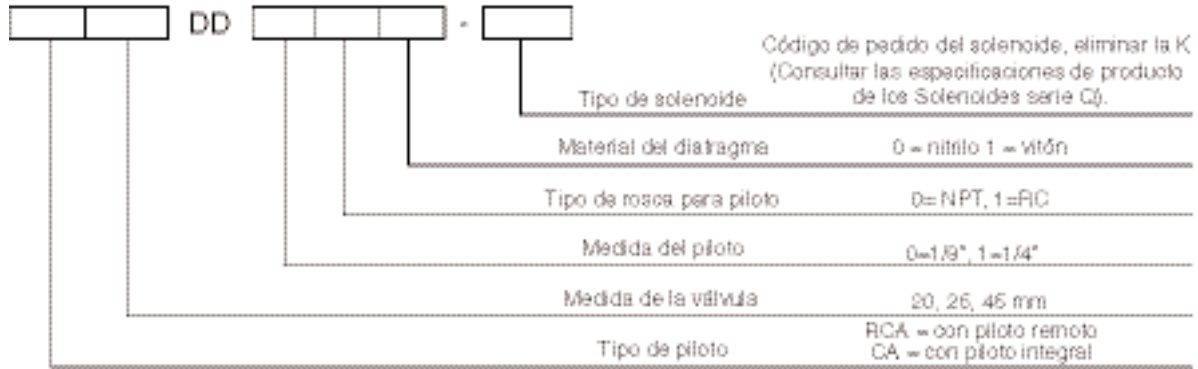 DD -
Código de pedido del solenoide, eliminar la K
(Consultar las especificaciones de producto
Tipo de solenoide de los Solenoides serie Q).
Material del diafragma 0 = nitrilo 1 = vitón
Tipo de rosca para piloto 0= NPT, 1=RC
Medida del piloto 0=1/8", 1=1/4"
Medida de la válvula 20, 25, 45 mm
RCA = con piloto remoto
Tipo de piloto CA = con piloto integral